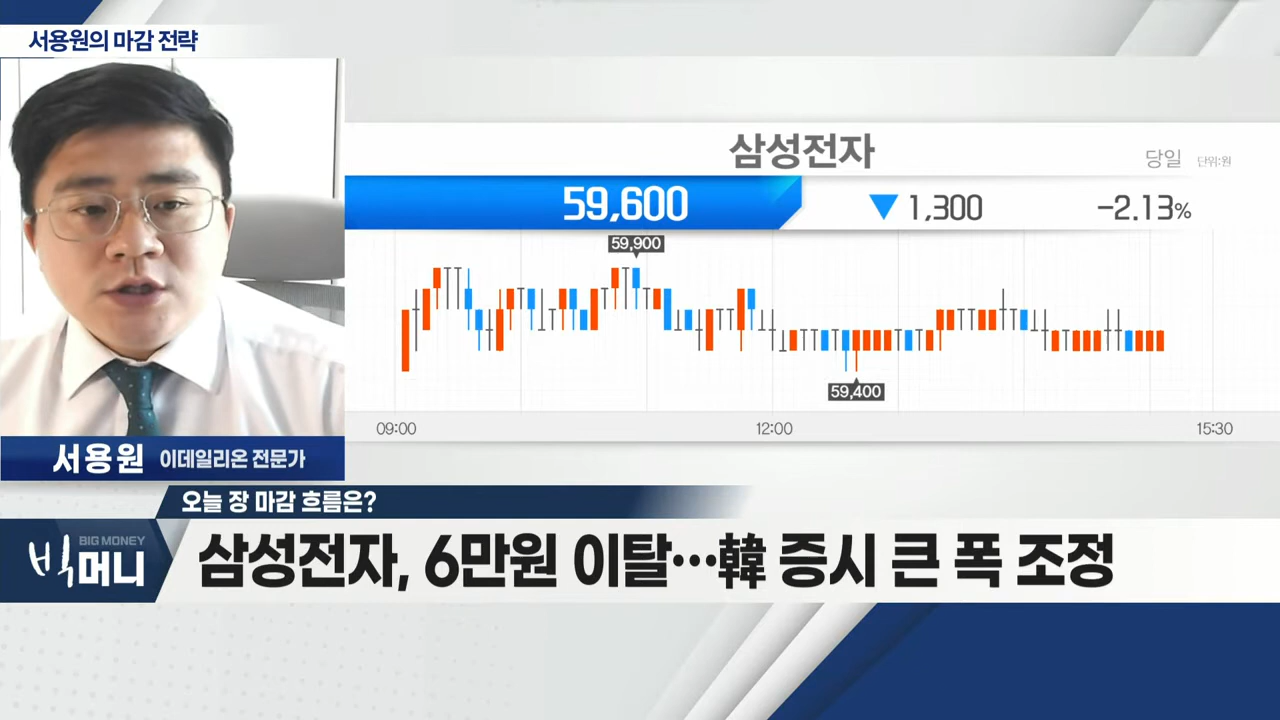 서용원의 마감 전략
삼성전자
당일 단위:원
59,600 ▼1,300 -2.13%
59,900
59,400
09:00 12:00 15:30
서용원 이데일리온 전문가
오늘 장 마감 흐름은?
BIG MONEY
빅머니
삼성전자, 6만원 이탈…韓 증시 큰 폭 조정